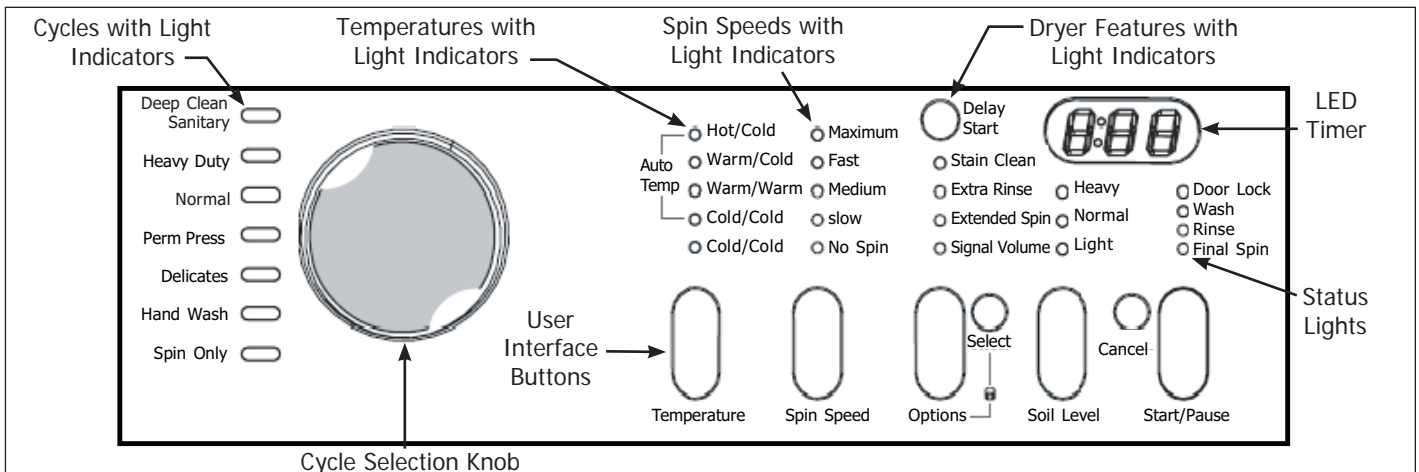 Cycles with Light
Indicators
Temperatures with
Light Indicators
Spin Speeds with
Light Indicators
Dryer Features with
Light Indicators
LED
Timer
Deep Clean
Sanitary
Heavy Duty
Normal
Perm Press
Delicates
Hand Wash
Spin Only
Auto
Temp
Hot/Cold
Warm/Cold
Warm/Warm
Cold/Cold
Cold/Cold
Maximum
Fast
Medium
slow
No Spin
Delay
Start
Stain Clean
Extra Rinse
Extended Spin
Signal Volume
8:88
Heavy
Normal
Light
Door Lock
Wash
Rinse
Final Spin
Status
Lights
User
Interface
Buttons
Select
Cancel
Temperature
Spin Speed
Options
Soil Level
Start/Pause
Cycle Selection Knob